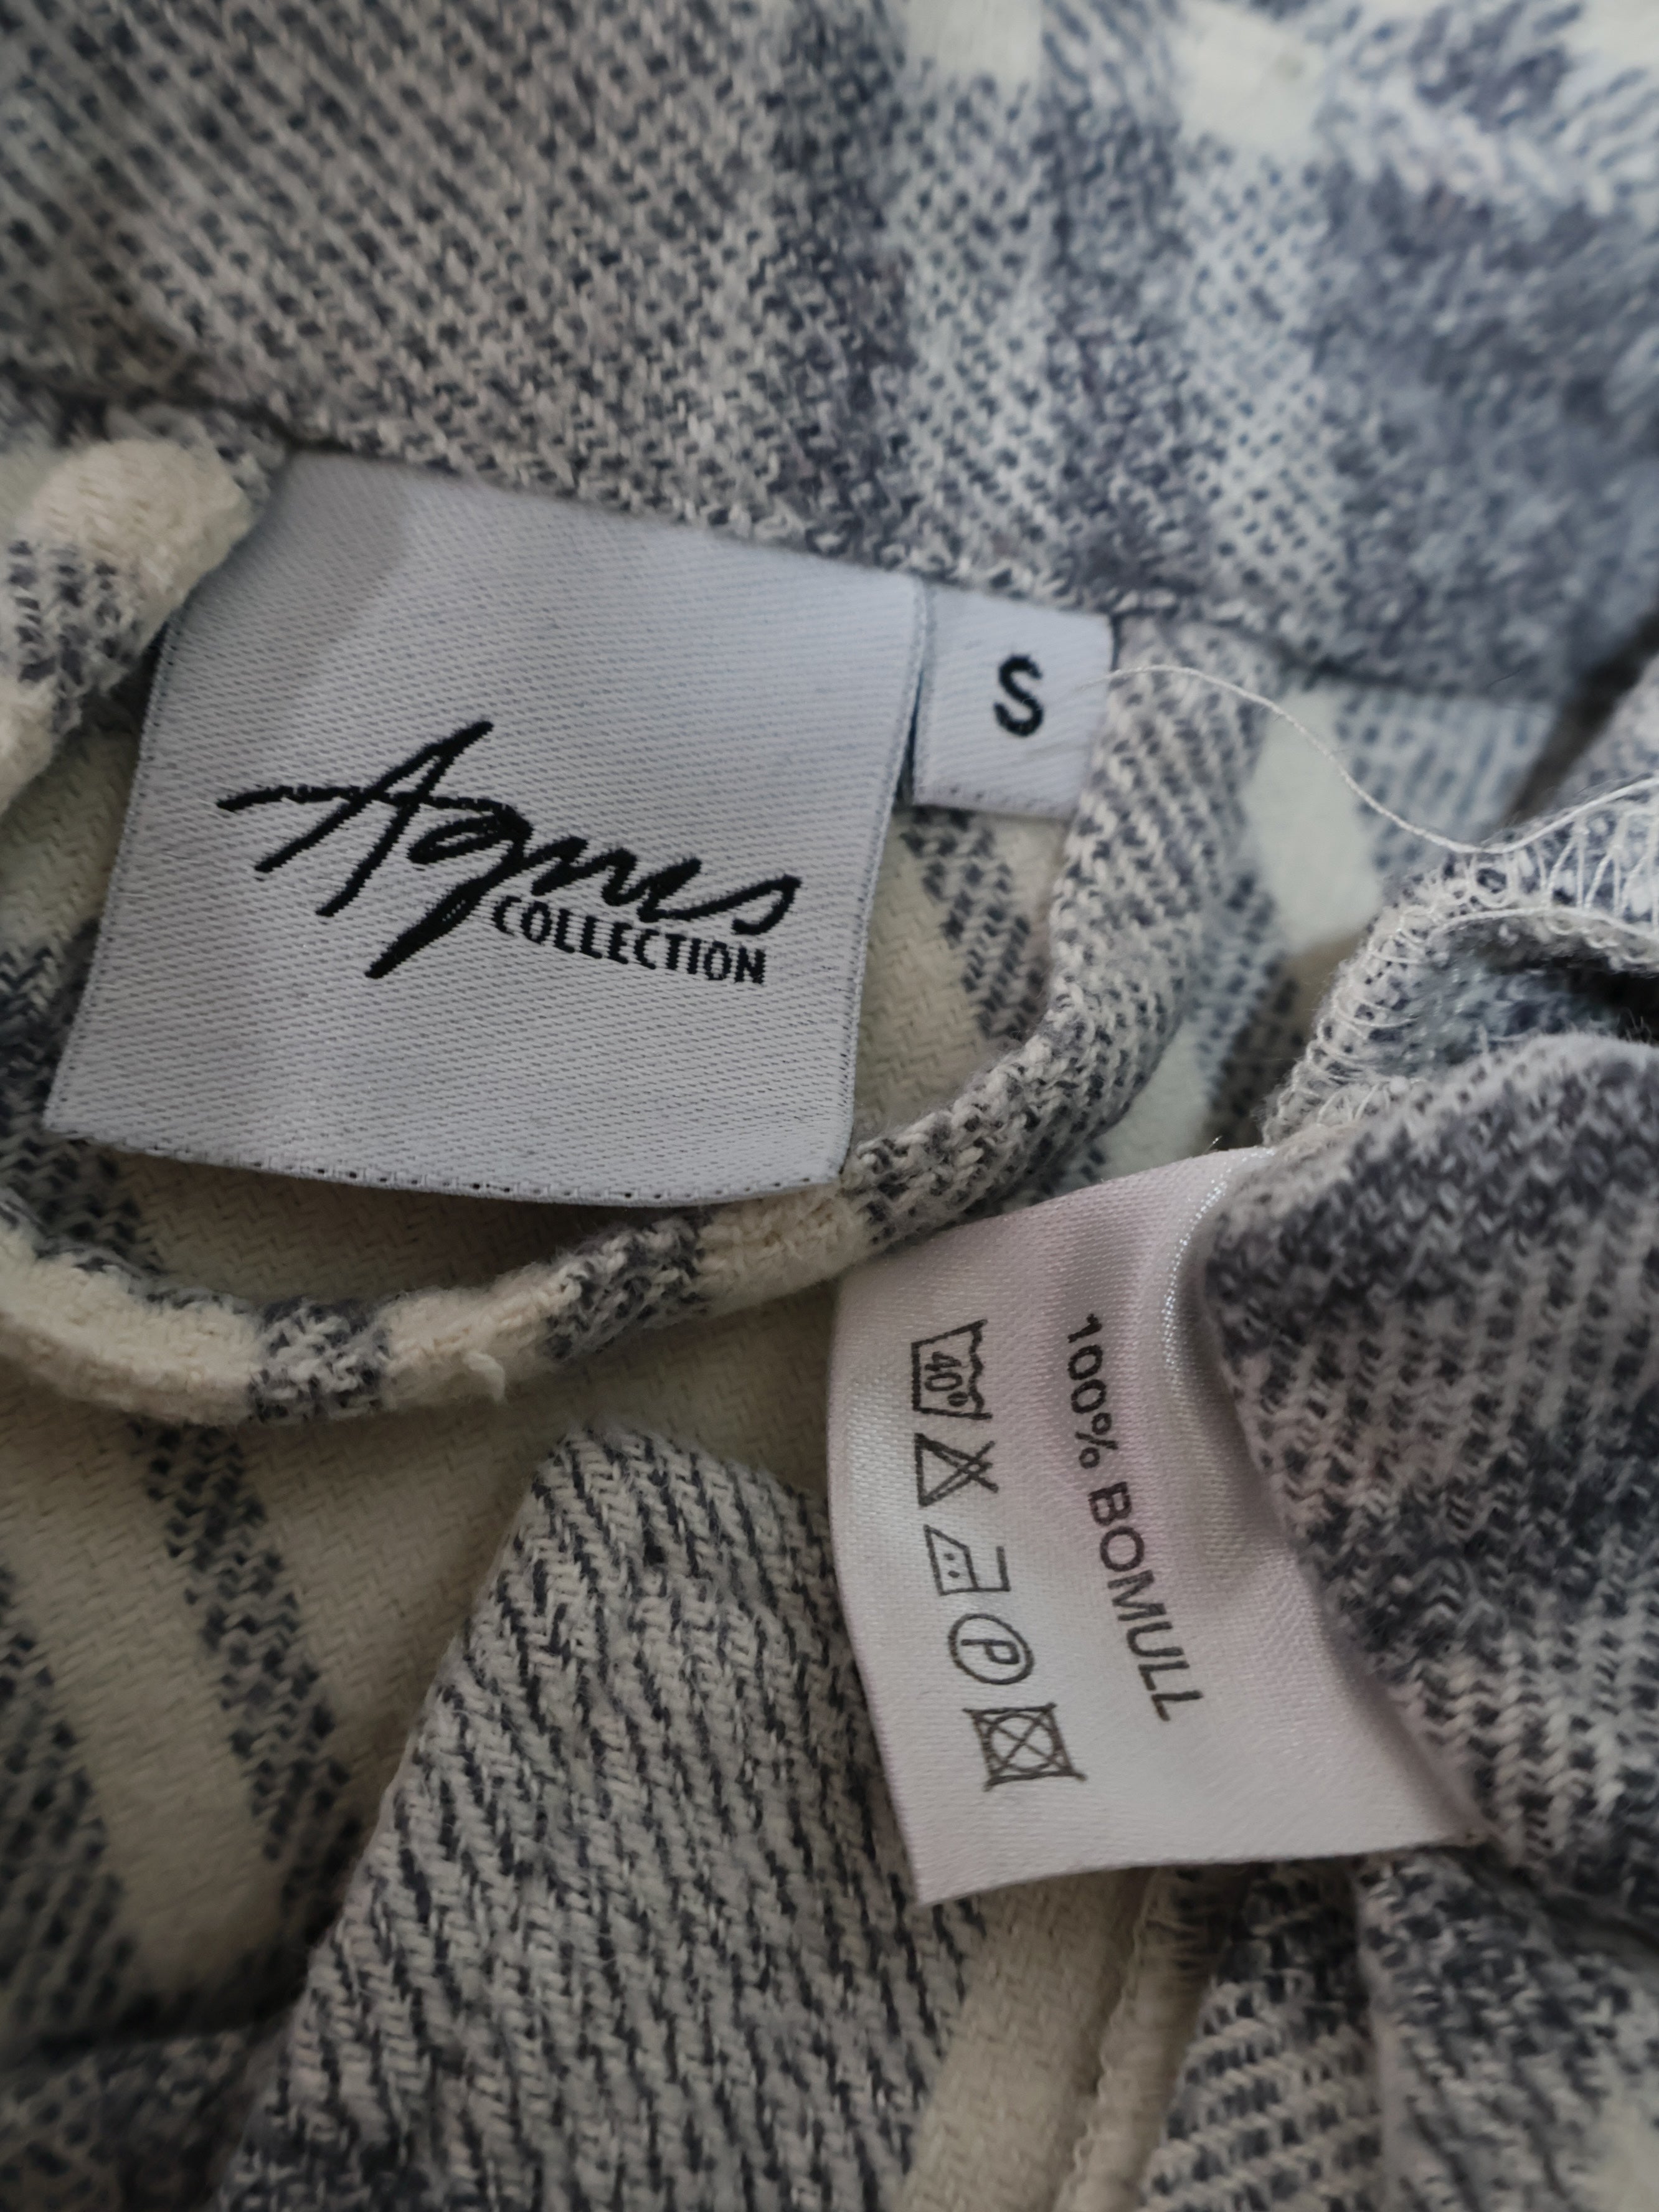 Agnes
COLLECTION
S
100% BOMULL
40°
P